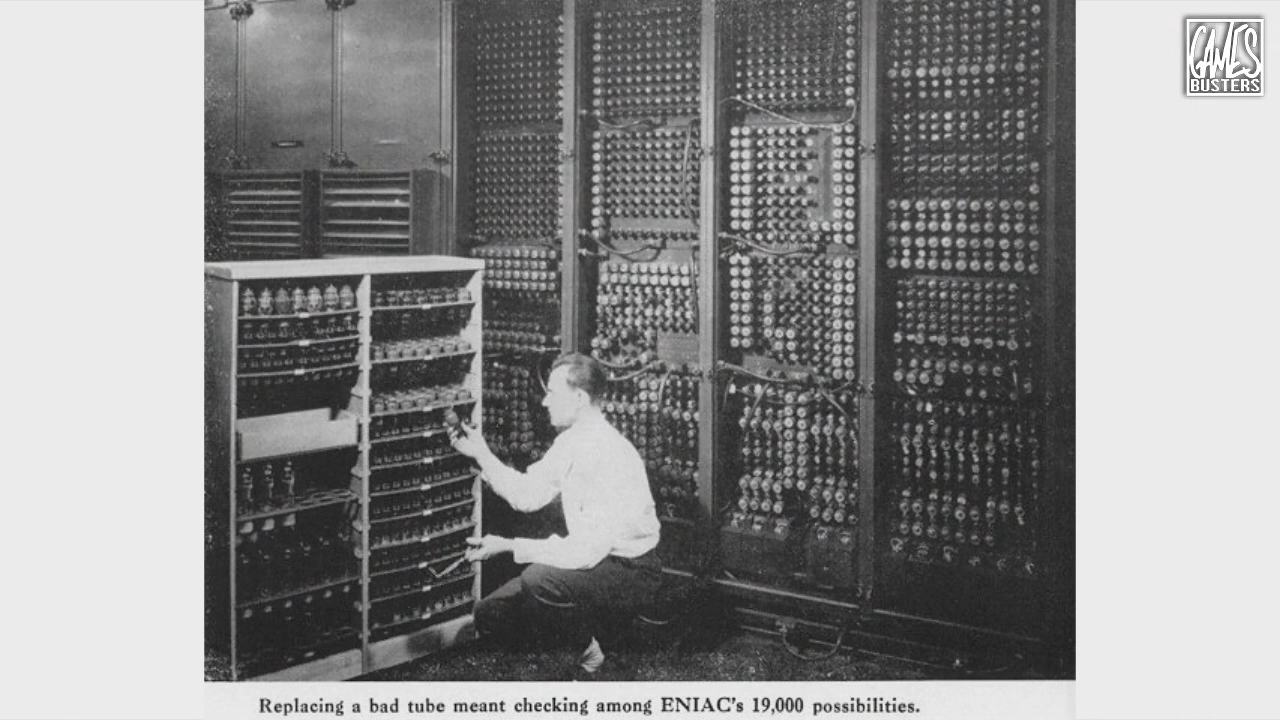 GAMES
BUSTERS
Replacing a bad tube meant checking among ENIAC's 19,000 possibilities.